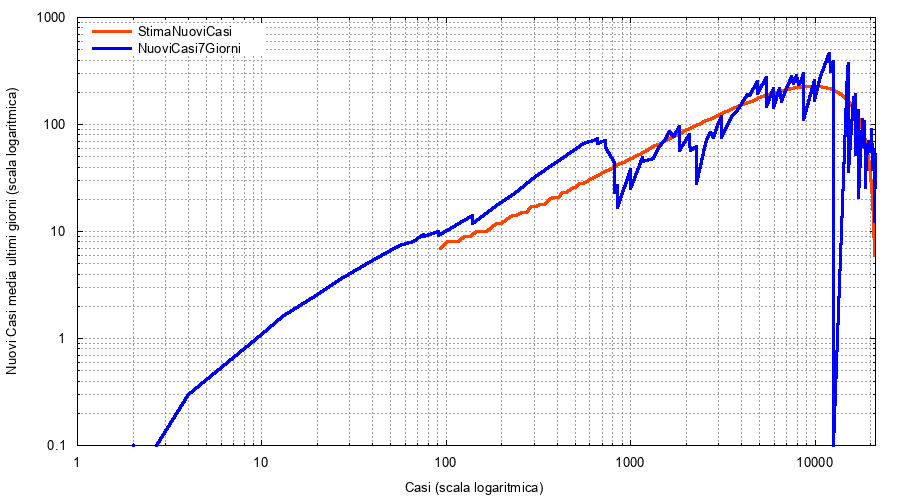 1000
StimaNuoviCasi
NuoviCasi7Giorni
100
10
1
0.1
Nuovi Casi media ultimi giorni (scala logaritmica)
1 10 100 1000 10000
Casi (scala logaritmica)